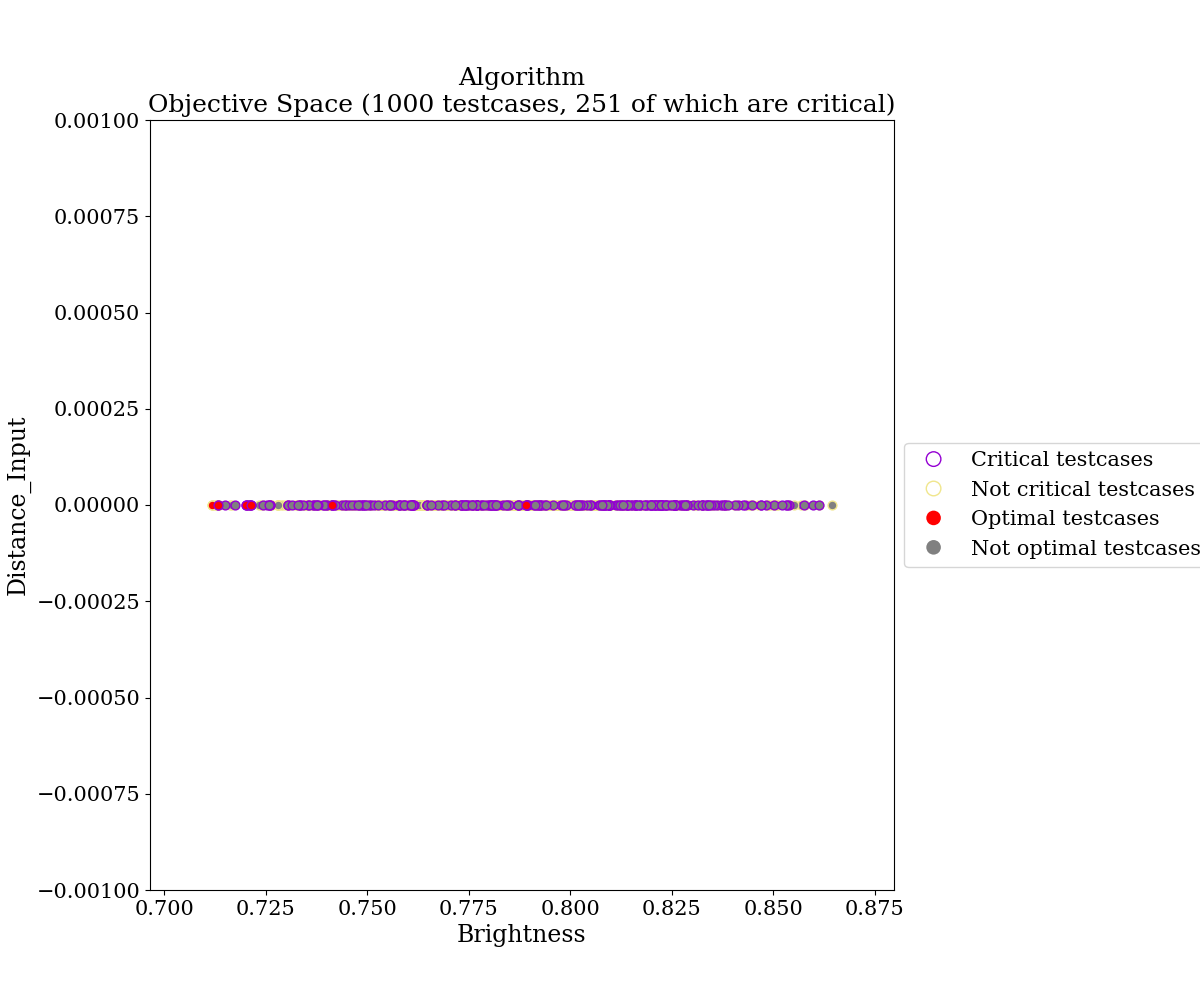 Algorithm
Objective Space (1000 testcases, 251 of which are critical)
0.00100
0.00075
0.00050
0.00025
0.00000
−0.00025
−0.00050
−0.00075
−0.00100
Distance_Input
0.700 0.725 0.750 0.775 0.800 0.825 0.850 0.875
Brightness
Critical testcases
Not critical testcases
Optimal testcases
Not optimal testcases